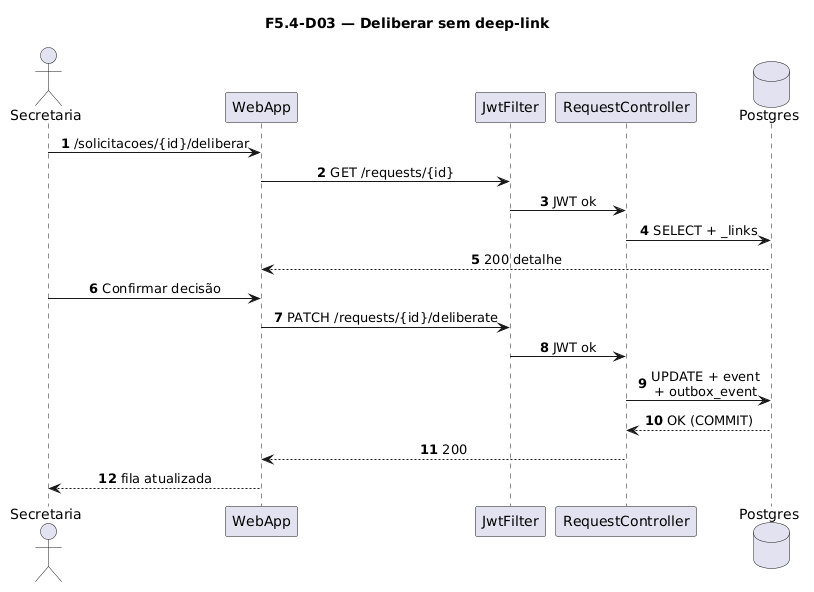 F5.4-D03 — Deliberar sem deep-link
Secretaria
WebApp
JwtFilter
RequestController
Postgres
1 /solicitacoes/{id}/deliberar
2 GET /requests/{id}
3 JWT ok
4 SELECT + _links
5 200 detalhe
6 Confirmar decisão
7 PATCH /requests/{id}/deliberate
8 JWT ok
9 UPDATE + event
+ outbox_event
10 OK (COMMIT)
11 200
12 fila atualizada
Secretaria
WebApp
JwtFilter
RequestController
Postgres